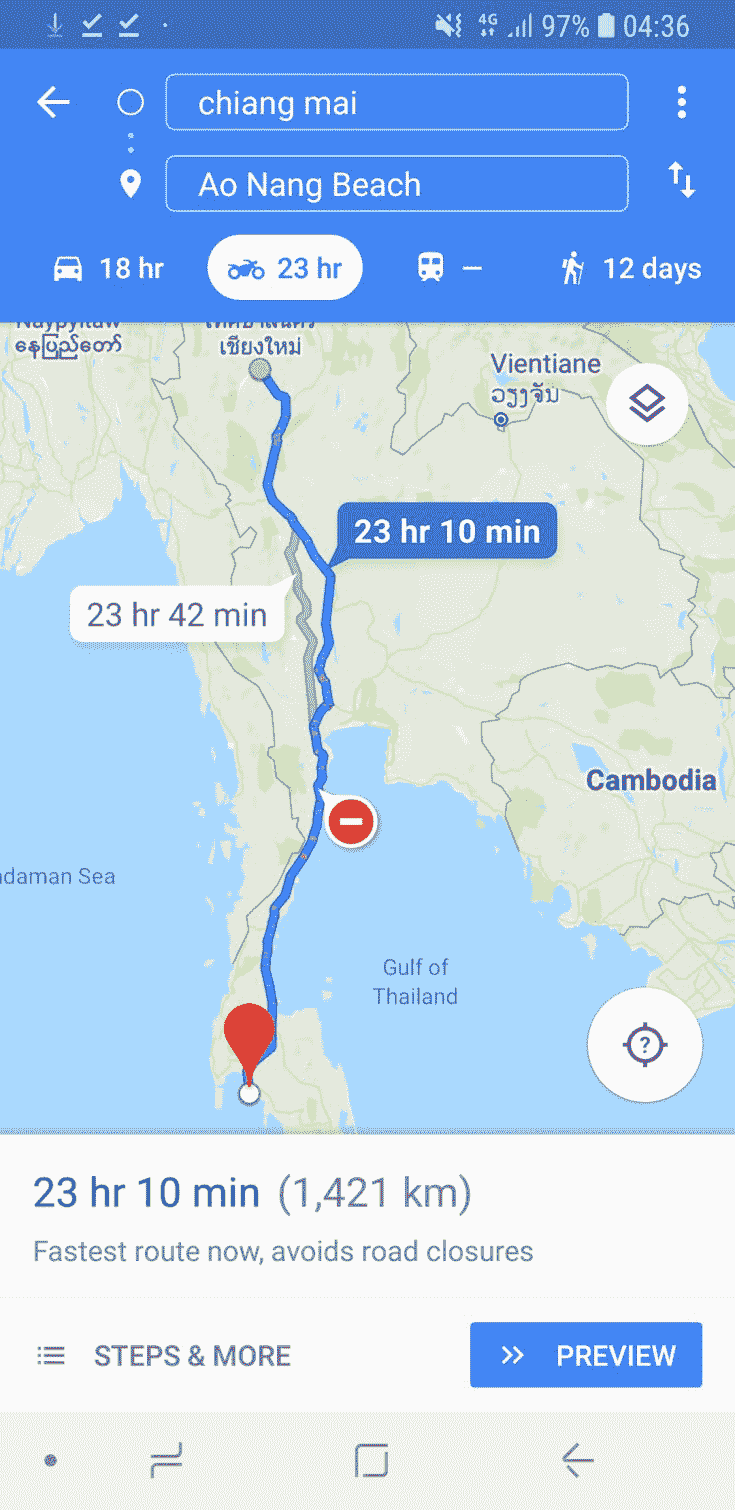 4G 97% 04:36
chiang mai
Ao Nang Beach
18 hr 23 hr – 12 days
နေပြည်တော်
เชียงใหม่
Vientiane
ວຽງຈັນ
23 hr 10 min
23 hr 42 min
Cambodia
daman Sea
Gulf of
Thailand
?
23 hr 10 min (1,421 km)
Fastest route now, avoids road closures
STEPS & MORE
PREVIEW